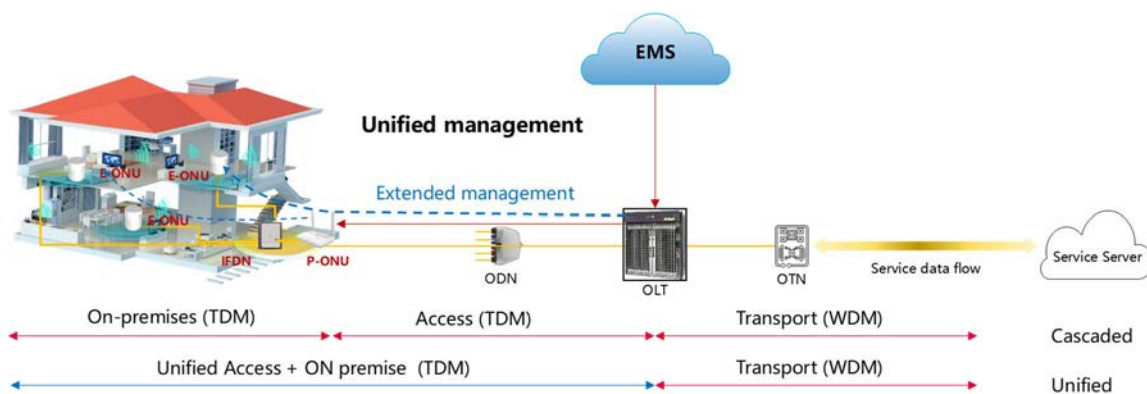 EMS
Unified management
E-ONU
E-ONU
Extended management
E-ONU
IFDN
P-ONU
ODN
OLT
OTN
Service data flow
Service Server
On-premises (TDM)
Access (TDM)
Transport (WDM)
Cascaded
Unified Access + ON premise (TDM)
Transport (WDM)
Unified